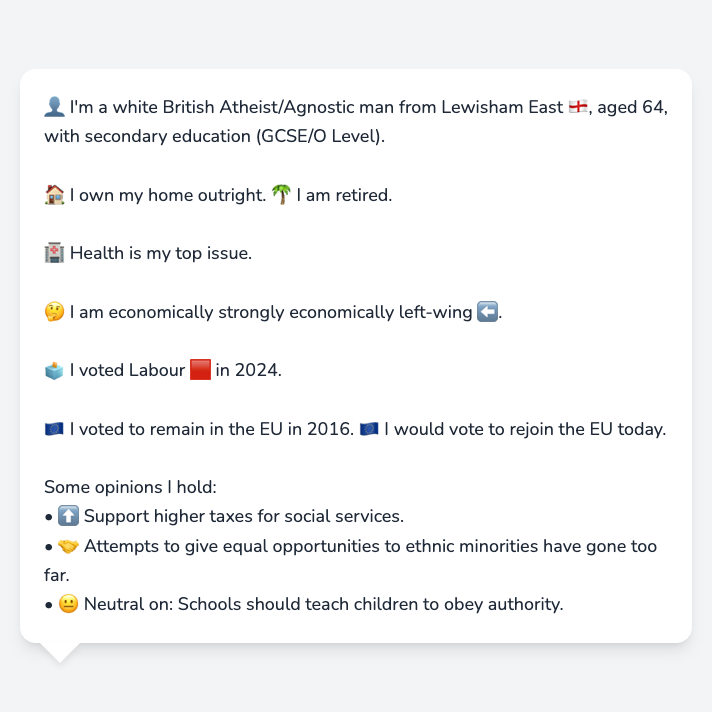 👤 I'm a white British Atheist/Agnostic man from Lewisham East 🏴󠁧󠁢󠁥󠁮󠁧󠁿, aged 64,
with secondary education (GCSE/O Level).
🏠 I own my home outright. 🌴 I am retired.
🏥 Health is my top issue.
🤔 I am economically strongly economically left-wing ⬅️.
🗳️ I voted Labour 🟥 in 2024.
🇪🇺 I voted to remain in the EU in 2016. 🇪🇺 I would vote to rejoin the EU today.
Some opinions I hold:
• ⬆️ Support higher taxes for social services.
• 🤝 Attempts to give equal opportunities to ethnic minorities have gone too
far.
• 😐 Neutral on: Schools should teach children to obey authority.